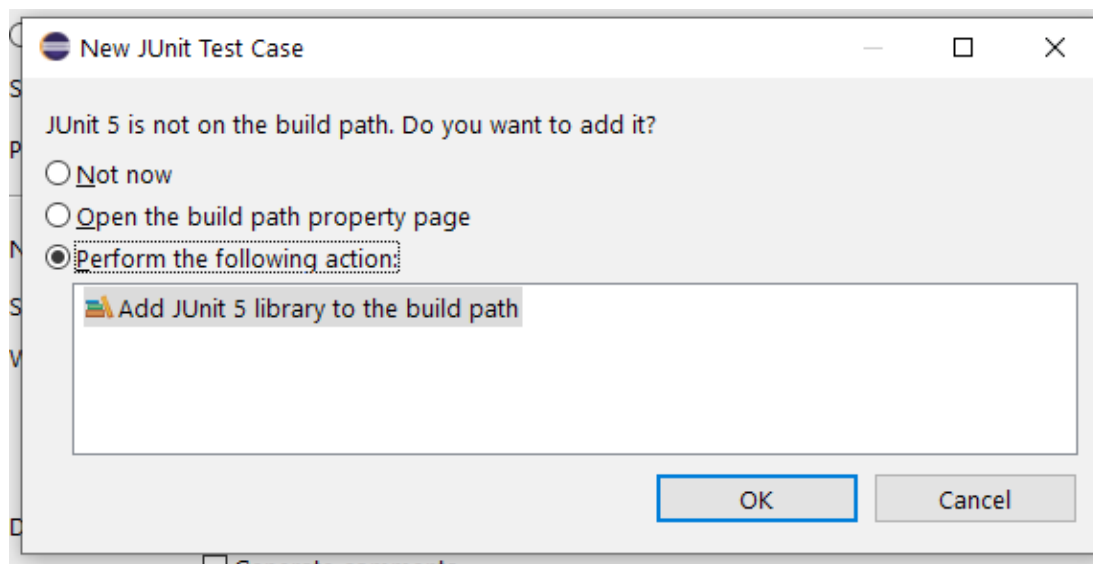 New JUnit Test Case
JUnit 5 is not on the build path. Do you want to add it?
Not now
Open the build path property page
Perform the following action:
Add JUnit 5 library to the build path
OK
Cancel